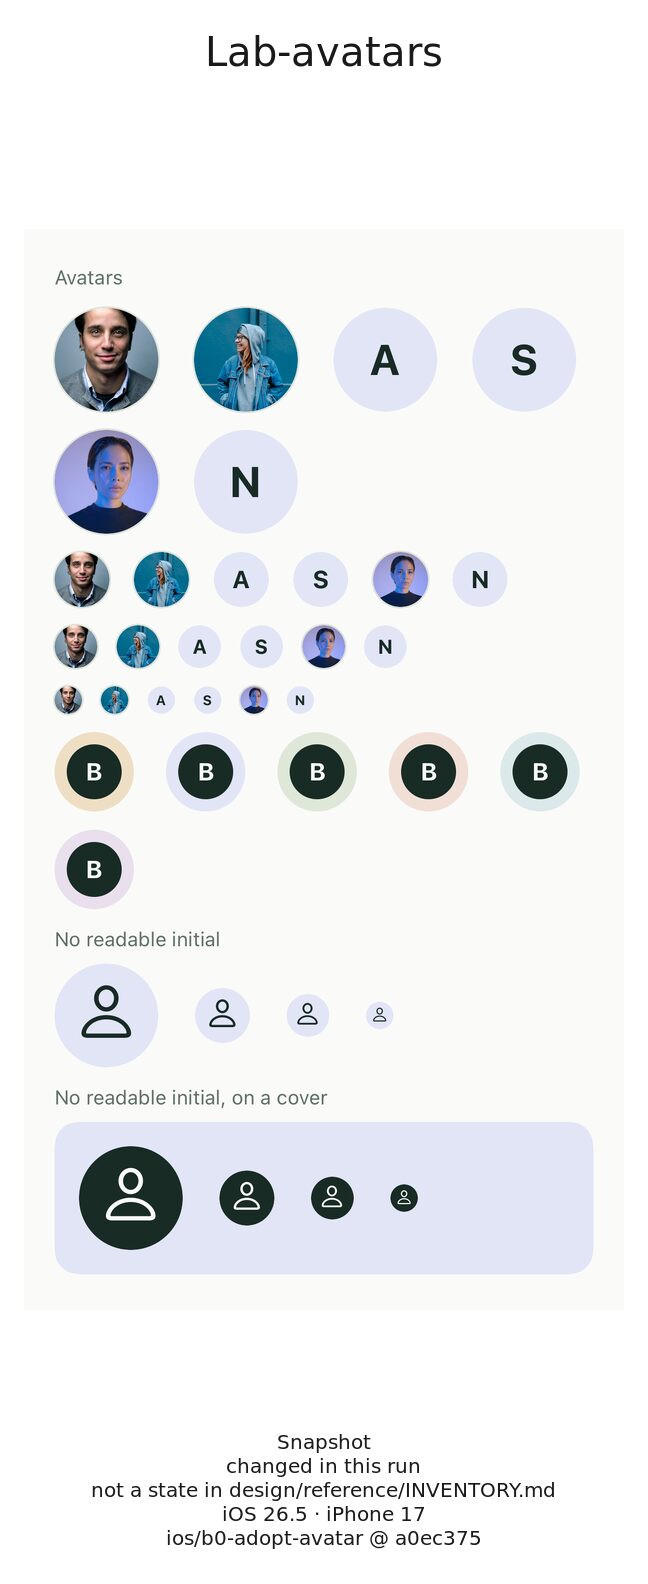 Lab-avatars
Avatars
A S
N
A S N
A S N
A S N
B B B B B
B
No readable initial
No readable initial, on a cover
Snapshot
changed in this run
not a state in design/reference/INVENTORY.md
iOS 26.5 · iPhone 17
ios/b0-adopt-avatar @ a0ec375